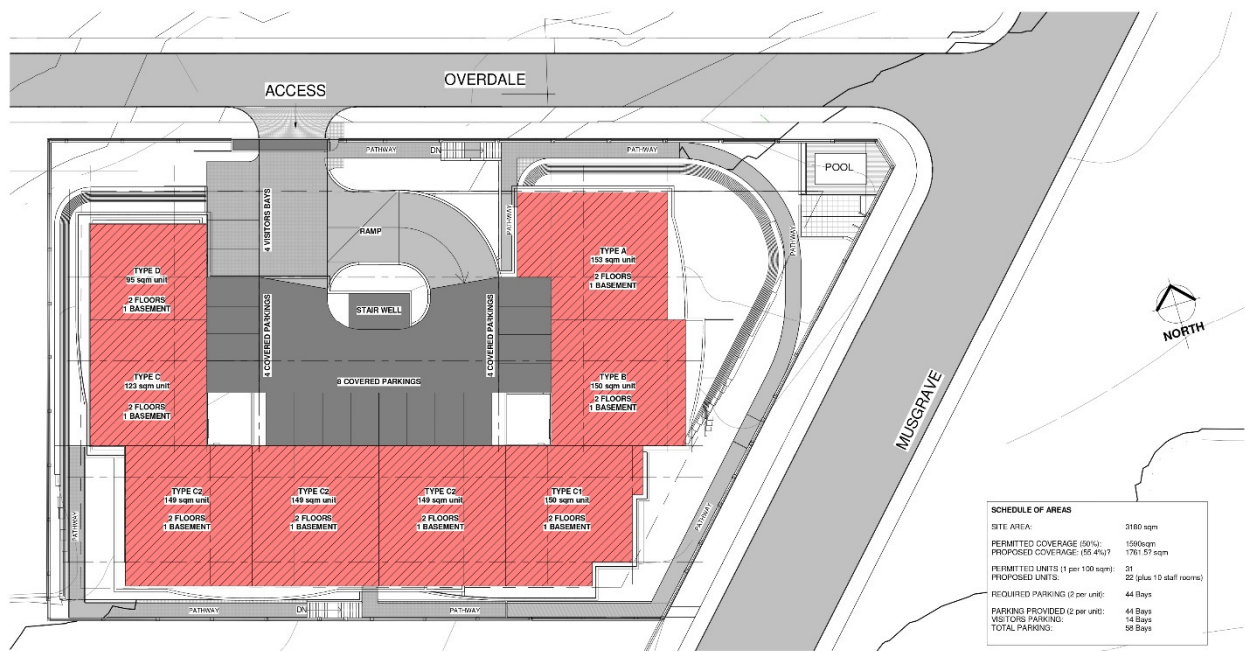 OVERDALE
ACCESS
PATHWAY
DN
PATHWAY
POOL
PATHWAY
4 VISITORS BAYS
RAMP
PATHWAY
TYPE A
153 sqm unit
2 FLOORS
1 BASEMENT
TYPE D
95 sqm unit
2 FLOORS
1 BASEMENT
STAIR WELL
4 COVERED PARKINGS
4 COVERED PARKINGS
8 COVERED PARKINGS
TYPE C
123 sqm unit
2 FLOORS
1 BASEMENT
TYPE B
150 sqm unit
2 FLOORS
1 BASEMENT
NORTH
MUSGRAVE
TYPE C2
149 sqm unit
2 FLOORS
1 BASEMENT
TYPE C2
149 sqm unit
2 FLOORS
1 BASEMENT
TYPE C2
149 sqm unit
2 FLOORS
1 BASEMENT
TYPE C1
150 sqm unit
2 FLOORS
1 BASEMENT
PATHWAY
PATHWAY
PATHWAY
DN
PATHWAY
SCHEDULE OF AREAS
SITE AREA: 3180 sqm
PERMITTED COVERAGE (50%): 1590sqm
PROPOSED COVERAGE: (55.4%)? 1761.5? sqm
PERMITTED UNITS (1 per 100 sqm): 31
PROPOSED UNITS: 22 (plus 10 staff rooms)
REQUIRED PARKING (2 per unit): 44 Bays
PARKING PROVIDED (2 per unit): 44 Bays
VISITORS PARKING: 14 Bays
TOTAL PARKING: 58 Bays